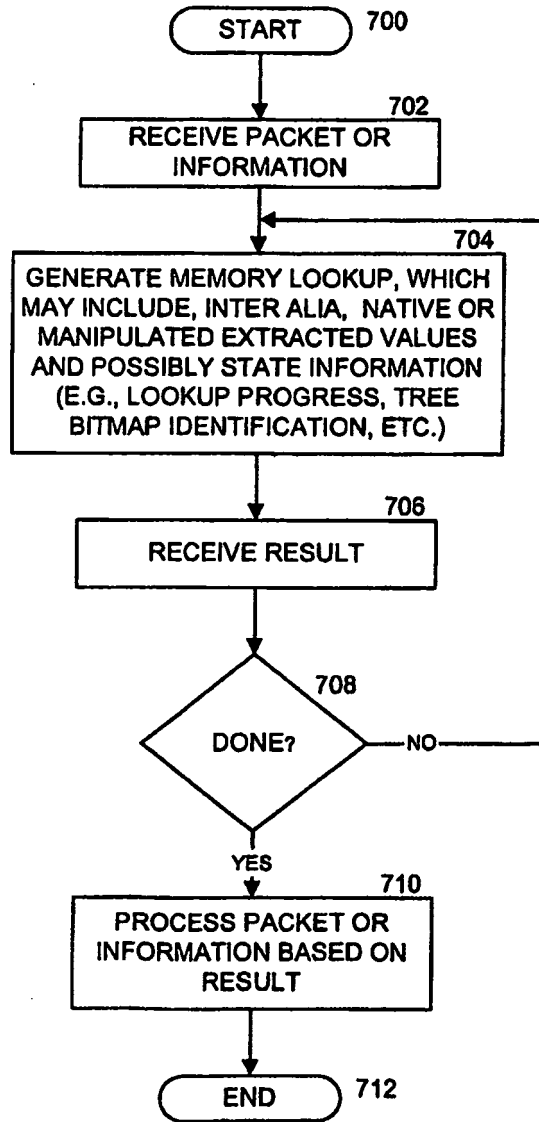 START
700
702
RECEIVE PACKET OR
INFORMATION
704
GENERATE MEMORY LOOKUP, WHICH
MAY INCLUDE, INTER ALIA, NATIVE OR
MANIPULATED EXTRACTED VALUES
AND POSSIBLY STATE INFORMATION
(E.G., LOOKUP PROGRESS, TREE
BITMAP IDENTIFICATION, ETC.)
706
RECEIVE RESULT
708
DONE?
NO
YES
710
PROCESS PACKET OR
INFORMATION BASED ON
RESULT
END
712